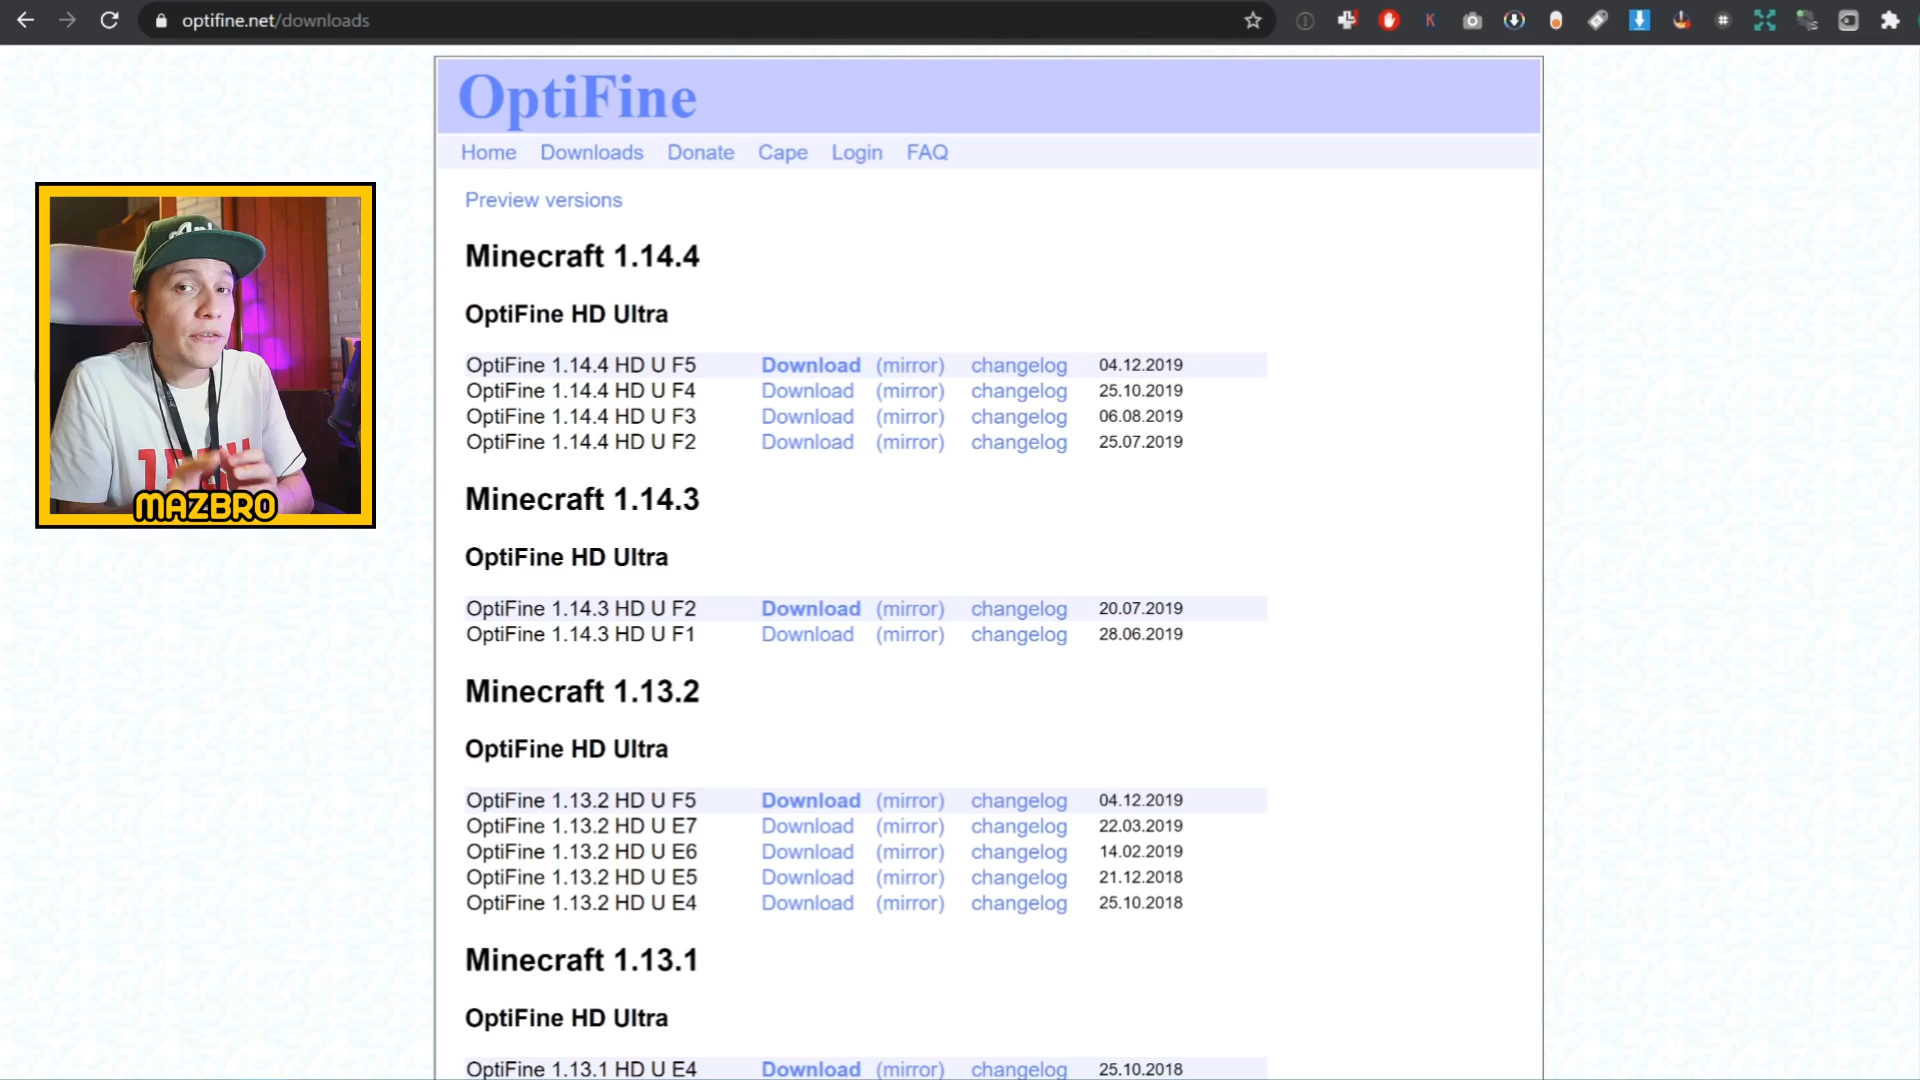 optifine.net/downloads
OptiFine
Home Downloads Donate Cape Login FAQ
Preview versions
Minecraft 1.14.4
OptiFine HD Ultra
OptiFine 1.14.4 HD U F5 Download (mirror) changelog 04.12.2019
OptiFine 1.14.4 HD U F4 Download (mirror) changelog 25.10.2019
OptiFine 1.14.4 HD U F3 Download (mirror) changelog 06.08.2019
OptiFine 1.14.4 HD U F2 Download (mirror) changelog 25.07.2019
MAZBRO
Minecraft 1.14.3
OptiFine HD Ultra
OptiFine 1.14.3 HD U F2 Download (mirror) changelog 20.07.2019
OptiFine 1.14.3 HD U F1 Download (mirror) changelog 28.06.2019
Minecraft 1.13.2
OptiFine HD Ultra
OptiFine 1.13.2 HD U F5 Download (mirror) changelog 04.12.2019
OptiFine 1.13.2 HD U E7 Download (mirror) changelog 22.03.2019
OptiFine 1.13.2 HD U E6 Download (mirror) changelog 14.02.2019
OptiFine 1.13.2 HD U E5 Download (mirror) changelog 21.12.2018
OptiFine 1.13.2 HD U E4 Download (mirror) changelog 25.10.2018
Minecraft 1.13.1
OptiFine HD Ultra
OptiFine 1.13.1 HD U E4 Download (mirror) changelog 25.10.2018